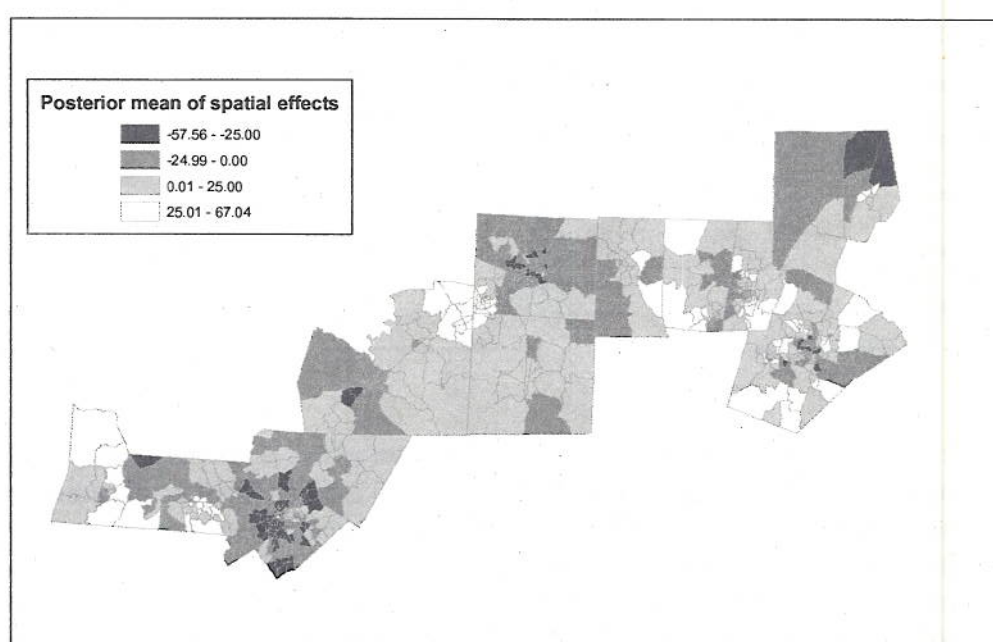 Posterior mean of spatial effects
-57.56 - -25.00
-24.99 - 0.00
0.01 - 25.00
25.01 - 67.04